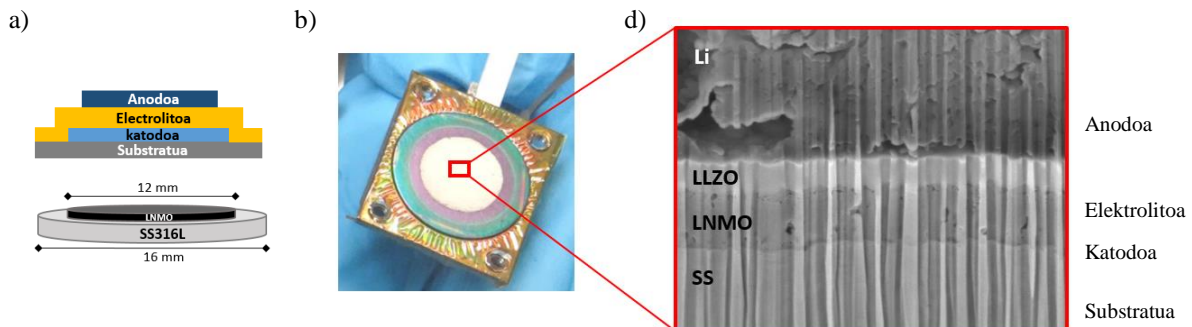 a)
b)
d)
Anodoa
Electrolitoa
katodoa
Substratua
12 mm
LNMO
SS316L
16 mm
Li
LLZO
LNMO
SS
Anodoa
Elektrolitoa
Katodoa
Substratua